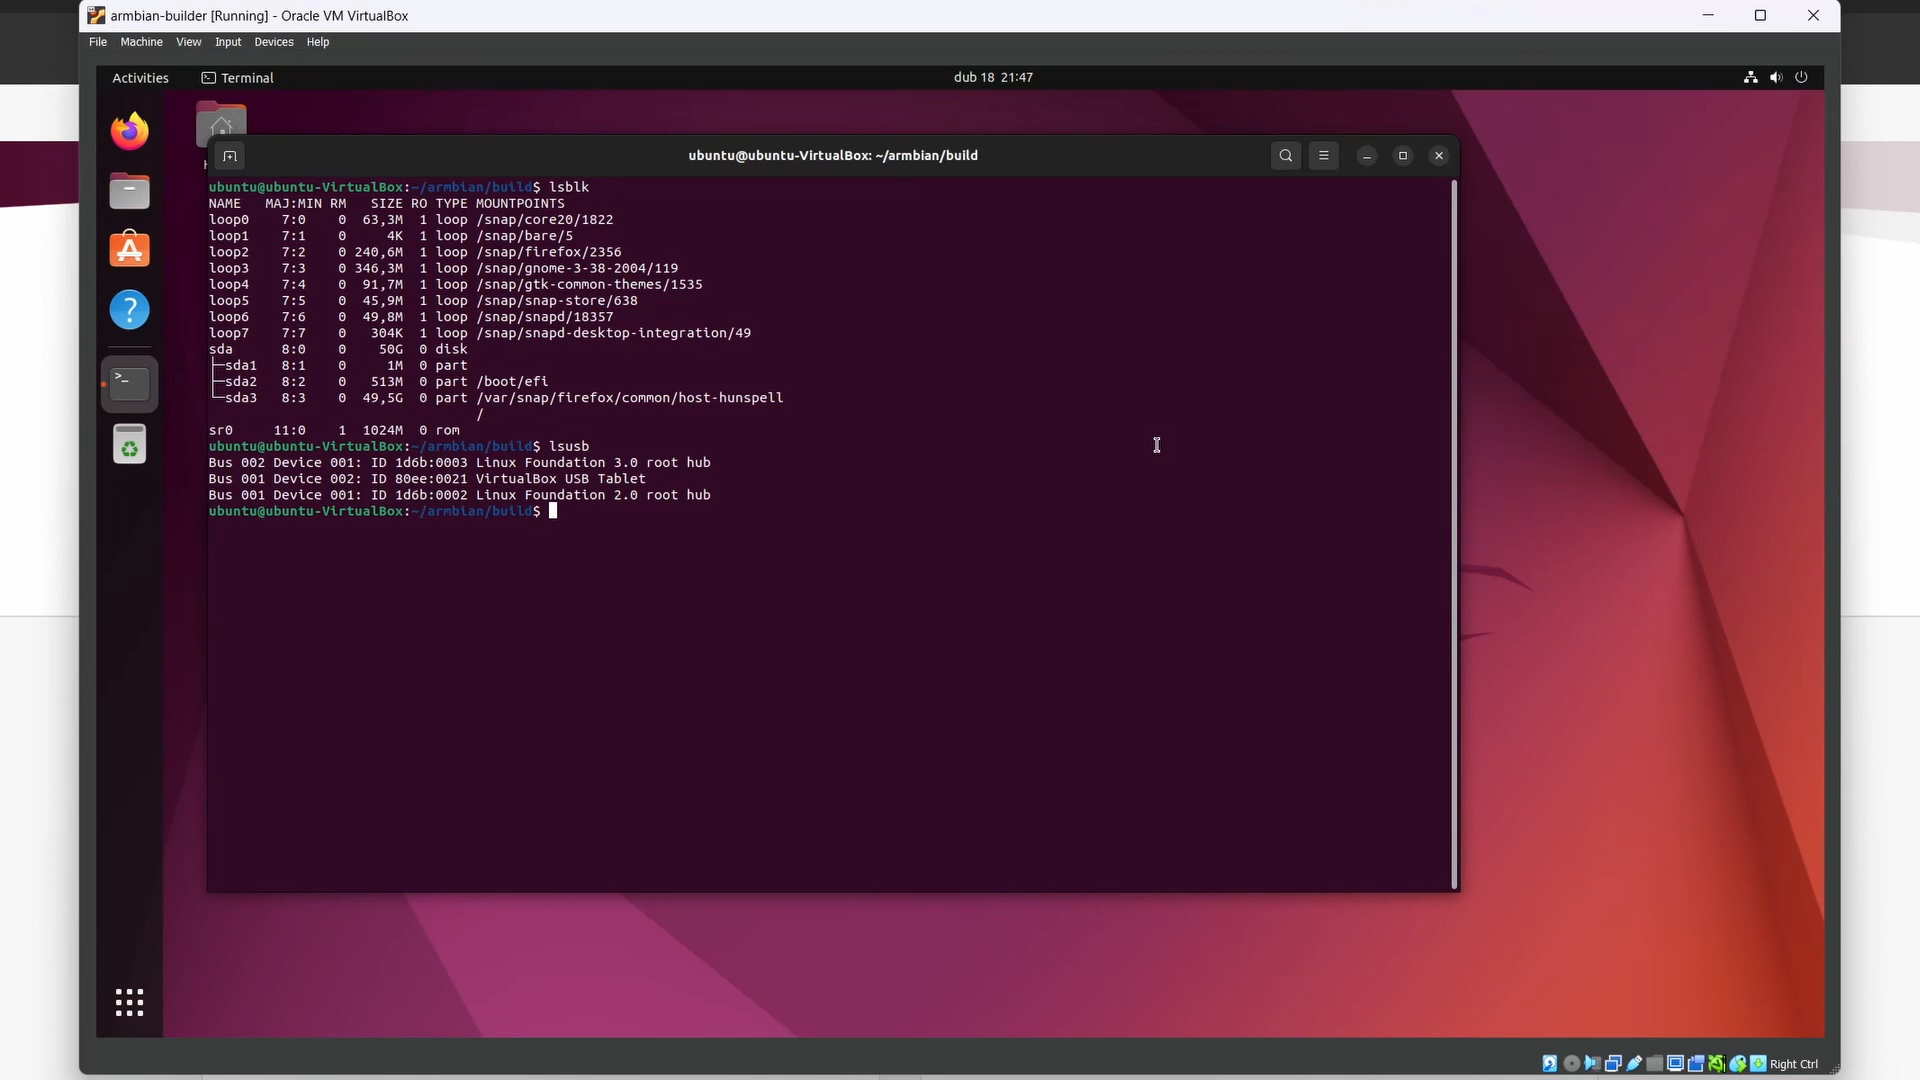 armbian-builder [Running] - Oracle VM VirtualBox
File Machine View Input Devices Help
Activities Terminal dub 18 21:47
ubuntu@ubuntu-VirtualBox: ~/armbian/build
ubuntu@ubuntu-VirtualBox:~/armbian/build$ lsblk
NAME MAJ:MIN RM SIZE RO TYPE MOUNTPOINTS
loop0 7:0 0 63,3M 1 loop /snap/core20/1822
loop1 7:1 0 4K 1 loop /snap/bare/5
loop2 7:2 0 240,6M 1 loop /snap/firefox/2356
loop3 7:3 0 346,3M 1 loop /snap/gnome-3-38-2004/119
loop4 7:4 0 91,7M 1 loop /snap/gtk-common-themes/1535
loop5 7:5 0 45,9M 1 loop /snap/snap-store/638
loop6 7:6 0 49,8M 1 loop /snap/snapd/18357
loop7 7:7 0 304K 1 loop /snap/snapd-desktop-integration/49
sda 8:0 0 50G 0 disk
├─sda1 8:1 0 1M 0 part
├─sda2 8:2 0 513M 0 part /boot/efi
└─sda3 8:3 0 49,5G 0 part /var/snap/firefox/common/host-hunspell
/
sr0 11:0 1 1024M 0 rom
ubuntu@ubuntu-VirtualBox:~/armbian/build$ lsusb
Bus 002 Device 001: ID 1d6b:0003 Linux Foundation 3.0 root hub
Bus 001 Device 002: ID 80ee:0021 VirtualBox USB Tablet
Bus 001 Device 001: ID 1d6b:0002 Linux Foundation 2.0 root hub
ubuntu@ubuntu-VirtualBox:~/armbian/build$
Right Ctrl